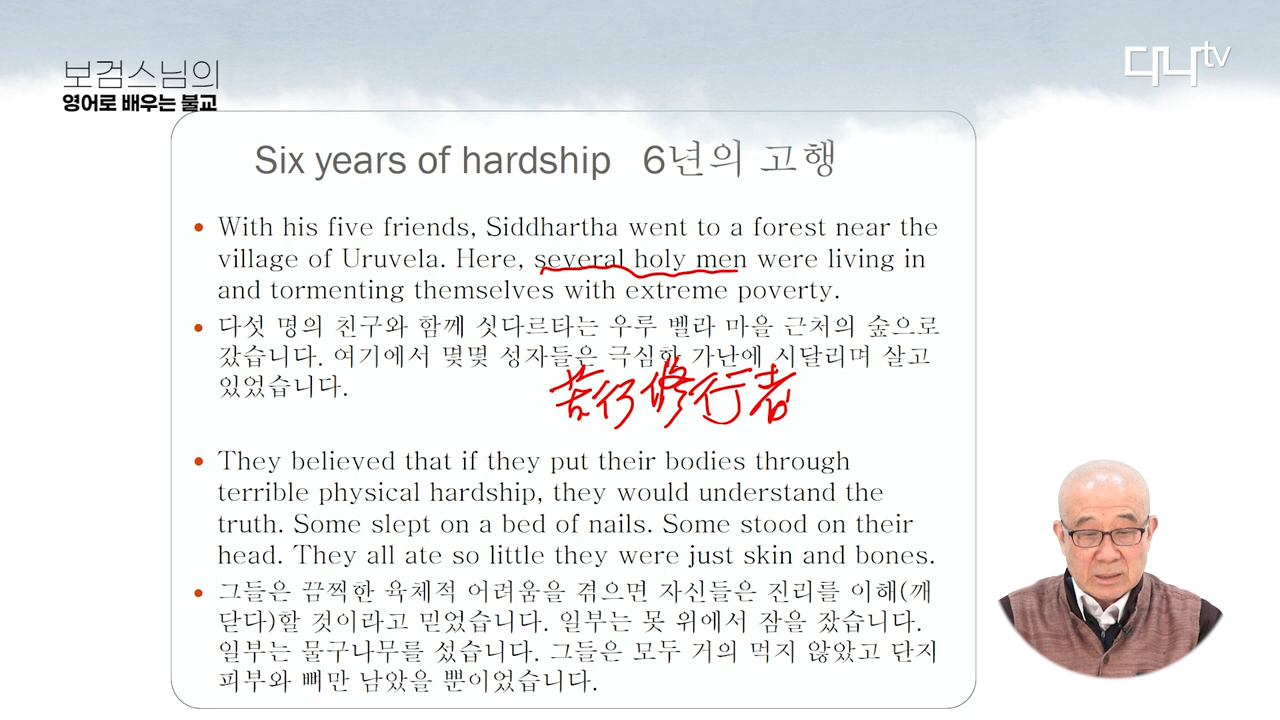 보검스님의
영어로 배우는 불교
디나tv
Six years of hardship 6년의 고행
• With his five friends, Siddhartha went to a forest near the
village of Uruvela. Here, several holy men were living in
and tormenting themselves with extreme poverty.
• 다섯 명의 친구와 함께 싯다르타는 우루 벨라 마을 근처의 숲으로
갔습니다. 여기에서 몇몇 성자들은 극심한 가난에 시달리며 살고
있었습니다.
苦行修行者
• They believed that if they put their bodies through
terrible physical hardship, they would understand the
truth. Some slept on a bed of nails. Some stood on their
head. They all ate so little they were just skin and bones.
• 그들은 끔찍한 육체적 어려움을 겪으면 자신들은 진리를 이해(깨
닫다)할 것이라고 믿었습니다. 일부는 못 위에서 잠을 잤습니다.
일부는 물구나무를 섰습니다. 그들은 모두 거의 먹지 않았고 단지
피부와 뼈만 남았을 뿐이었습니다.